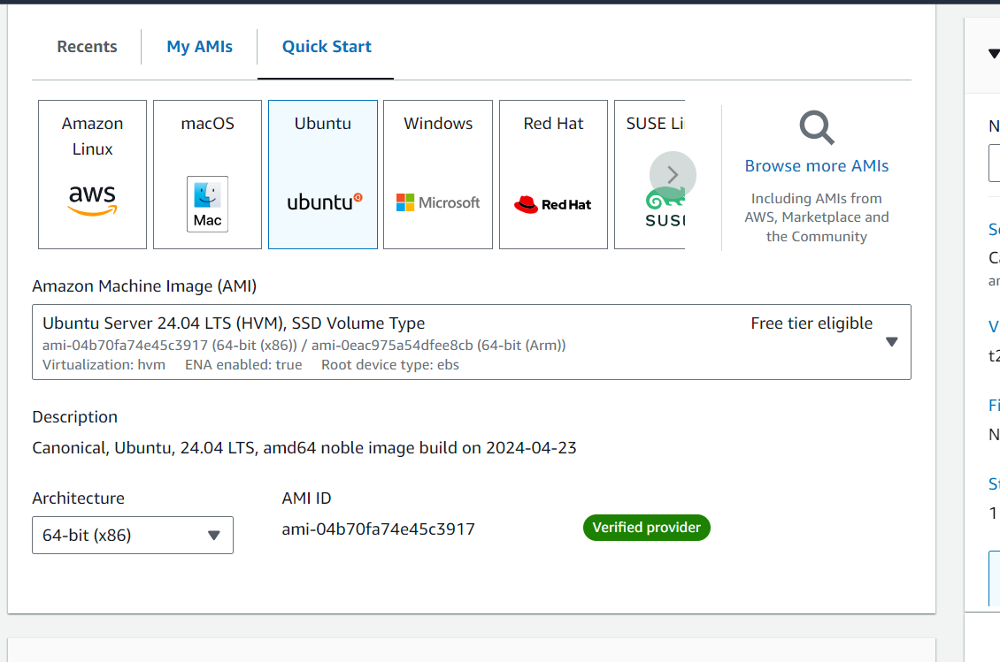 Recents
My AMIs
Quick Start
Amazon
Linux
aws
macOS
Mac
Ubuntu
ubuntu
Windows
Microsoft
Red Hat
Red Hat
SUSE Li
SUS
Browse more AMIs
Including AMIs from
AWS, Marketplace and
the Community
Amazon Machine Image (AMI)
Ubuntu Server 24.04 LTS (HVM), SSD Volume Type
Free tier eligible
ami-04b70fa74e45c3917 (64-bit (x86)) / ami-0eac975a54dfee8cb (64-bit (Arm))
Virtualization: hvm ENA enabled: true Root device type: ebs
Description
Canonical, Ubuntu, 24.04 LTS, amd64 noble image build on 2024-04-23
Architecture
AMI ID
64-bit (x86)
ami-04b70fa74e45c3917
Verified provider
N
S
C
ar
V
t2
Fi
N
St
1